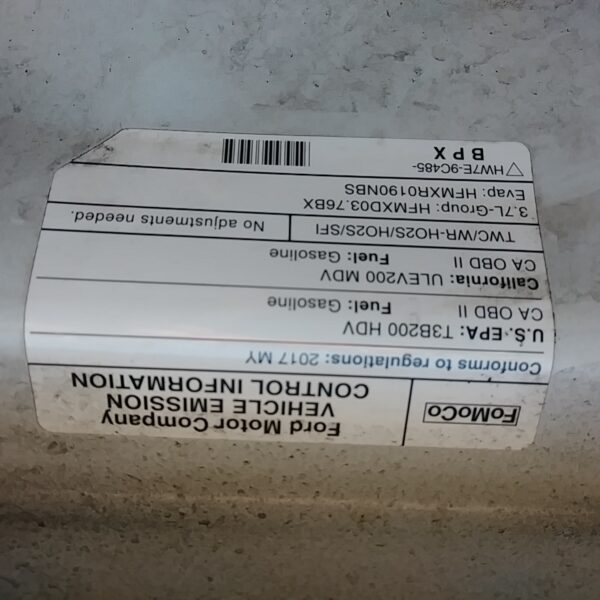 FoMoCo
Ford Motor Company
VEHICLE EMISSION
CONTROL INFORMATION
Conforms to regulations: 2017 MY
U.S.EPA: T3B200 HDV
CA OBD II Fuel: Gasoline
California: ULEV200 MDV
CA OBD II Fuel: Gasoline
TWC/WR-HO2S/HO2S/SFI No adjustments needed.
3.7L-Group: HFMXD03.76BX
Evap: HFMXR0190NBS
HW7E-9C485-
BPX